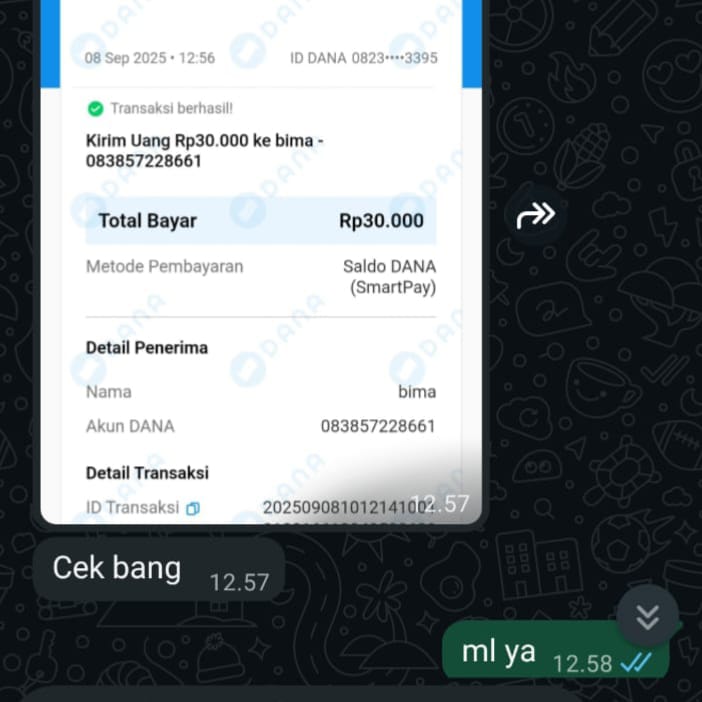 08 Sep 2025 • 12:56 ID DANA 0823••••3395
Transaksi berhasil!
Kirim Uang Rp30.000 ke bima -
083857228661
Total Bayar Rp30.000
Metode Pembayaran Saldo DANA
(SmartPay)
Detail Penerima
Nama bima
Akun DANA 083857228661
Detail Transaksi
ID Transaksi 202509081012141001
12.57
Cek bang 12.57
ml ya 12.58